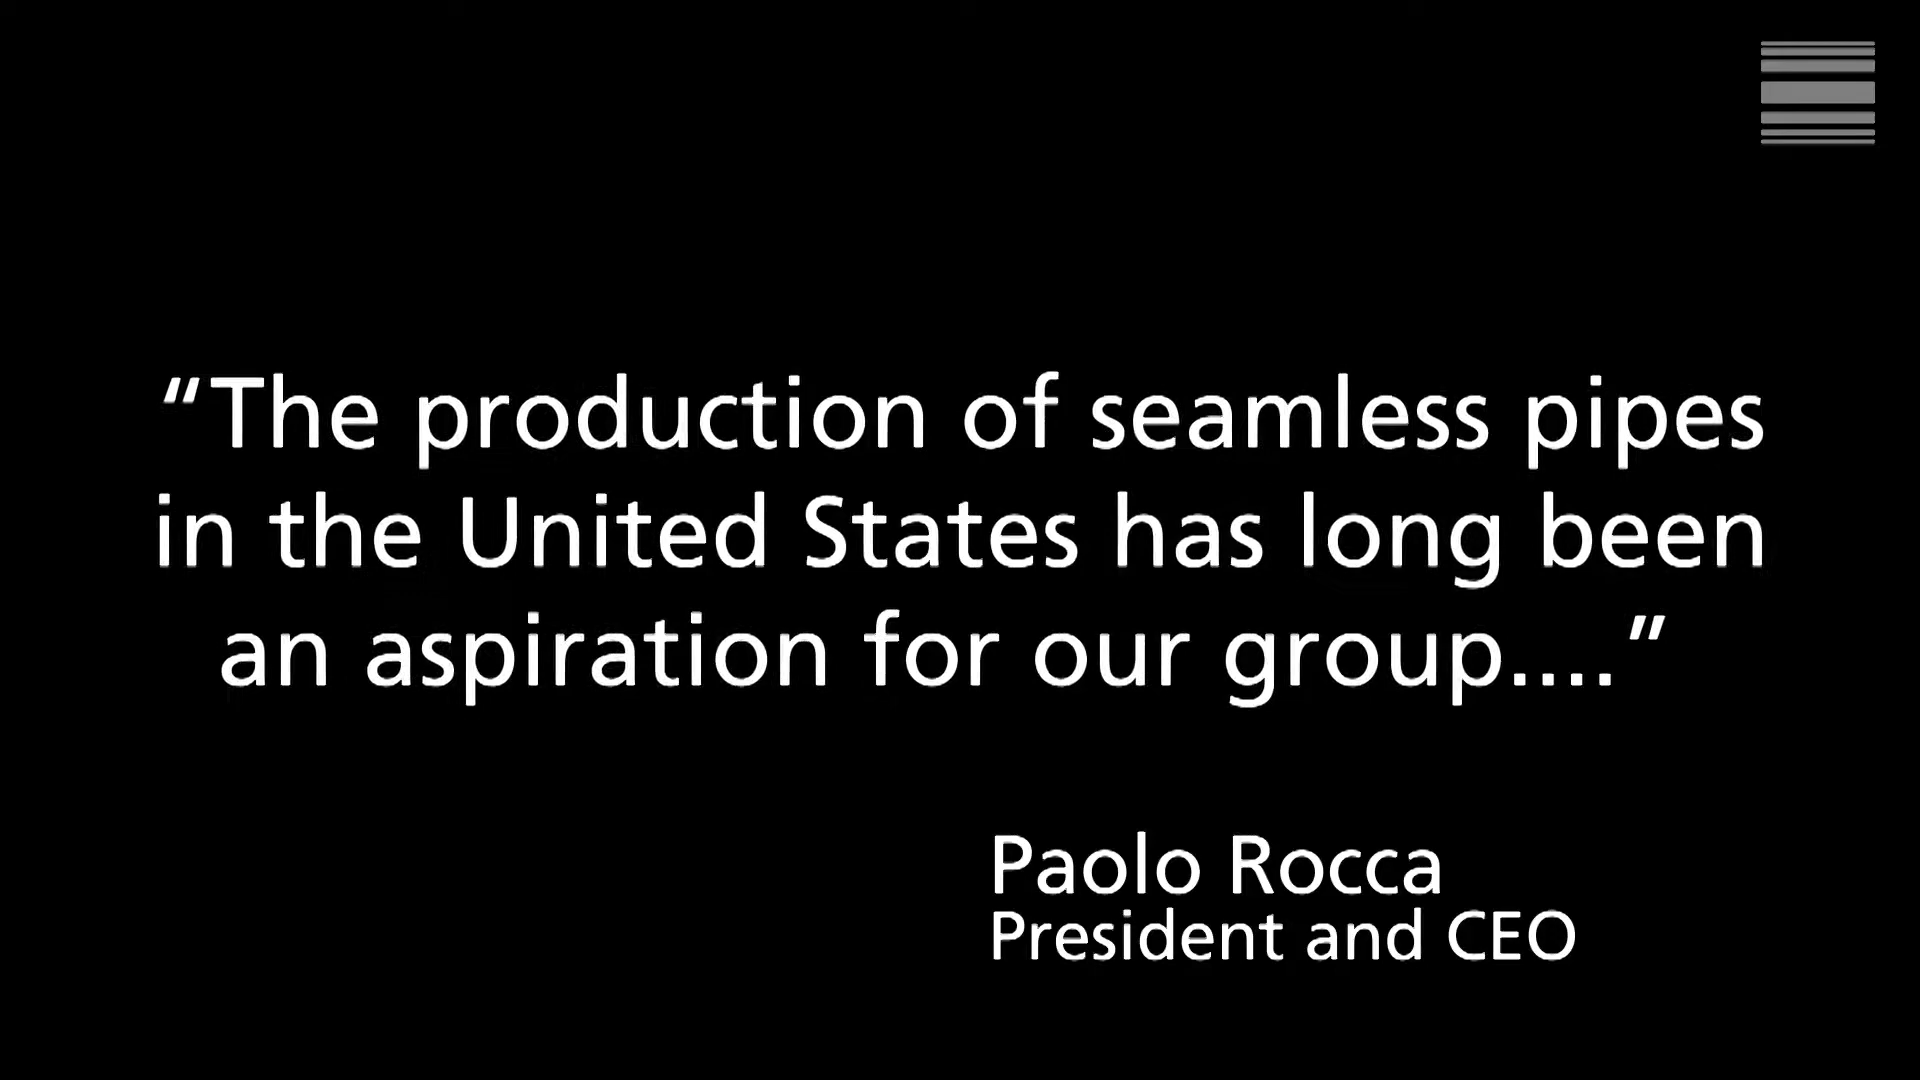 “The production of seamless pipes
in the United States has long been
an aspiration for our group....”
Paolo Rocca
President and CEO